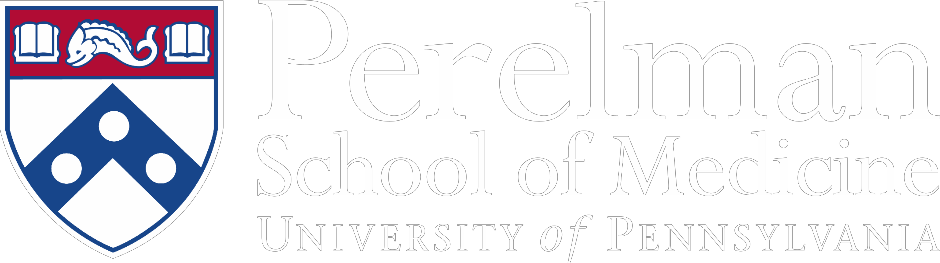 Perelman
School of Medicine
UNIVERSITY of PENNSYLVANIA